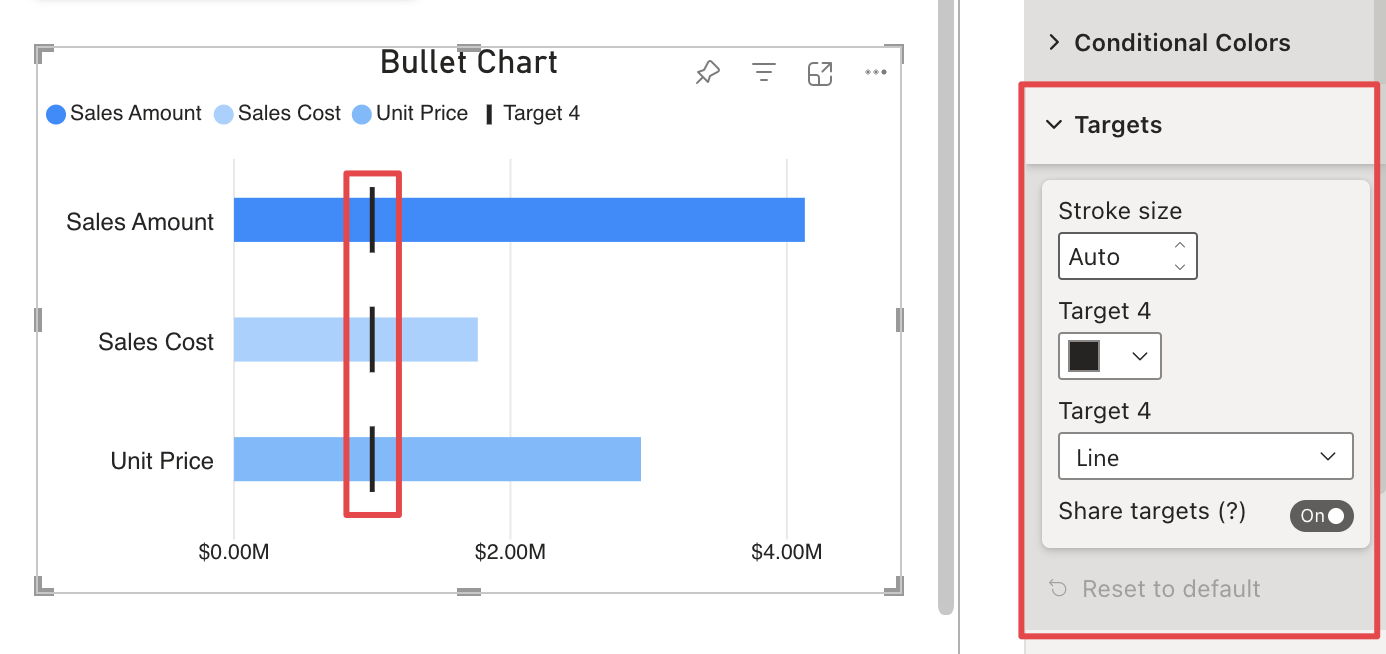 Bullet Chart
Sales Amount Sales Cost Unit Price Target 4
Sales Amount
Sales Cost
Unit Price
$0.00M $2.00M $4.00M
Conditional Colors
Targets
Stroke size
Auto
Target 4
Target 4
Line
Share targets (?) On
Reset to default